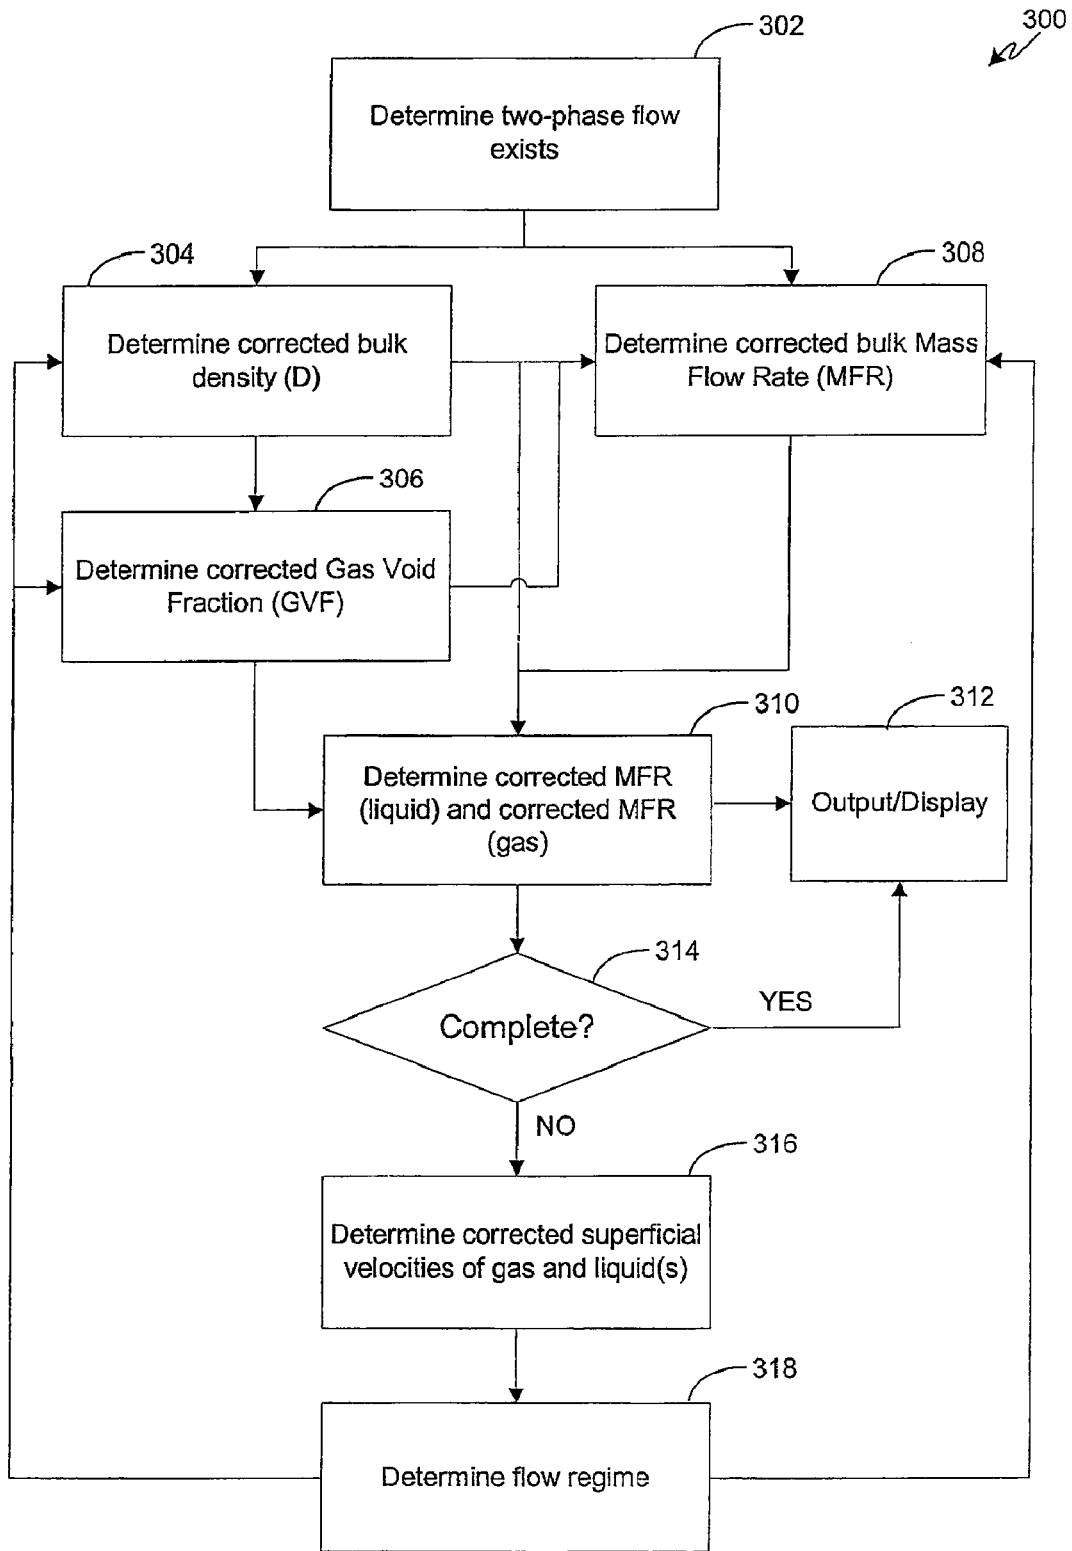 300
302
Determine two-phase flow
exists
304
Determine corrected bulk
density (D)
308
Determine corrected bulk Mass
Flow Rate (MFR)
306
Determine corrected Gas Void
Fraction (GVF)
310
Determine corrected MFR
(liquid) and corrected MFR
(gas)
312
Output/Display
314
Complete?
YES
NO
316
Determine corrected superficial
velocities of gas and liquid(s)
318
Determine flow regime